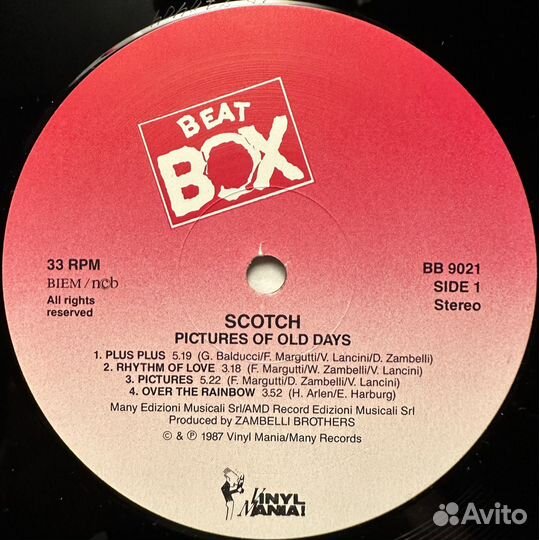 BEAT
BOX
33 RPM
BIEM/ncb
All rights
reserved
BB 9021
SIDE 1
Stereo
SCOTCH
PICTURES OF OLD DAYS
1. PLUS PLUS 5.19 (G. Balducci/F. Margutti/V. Lancini/D. Zambelli)
2. RHYTHM OF LOVE 3.18 (F. Margutti/W. Zambelli/V. Lancini)
3. PICTURES 5.22 (F. Margutti/D. Zambelli/V. Lancini)
4. OVER THE RAINBOW 3.52 (H. Arlen/E. Harburg)
Many Edizioni Musicali Srl/AMD Record Edizioni Musicali Srl
Produced by ZAMBELLI BROTHERS
© & ℗ 1987 Vinyl Mania/Many Records
VINYL
MANIA!
Avito